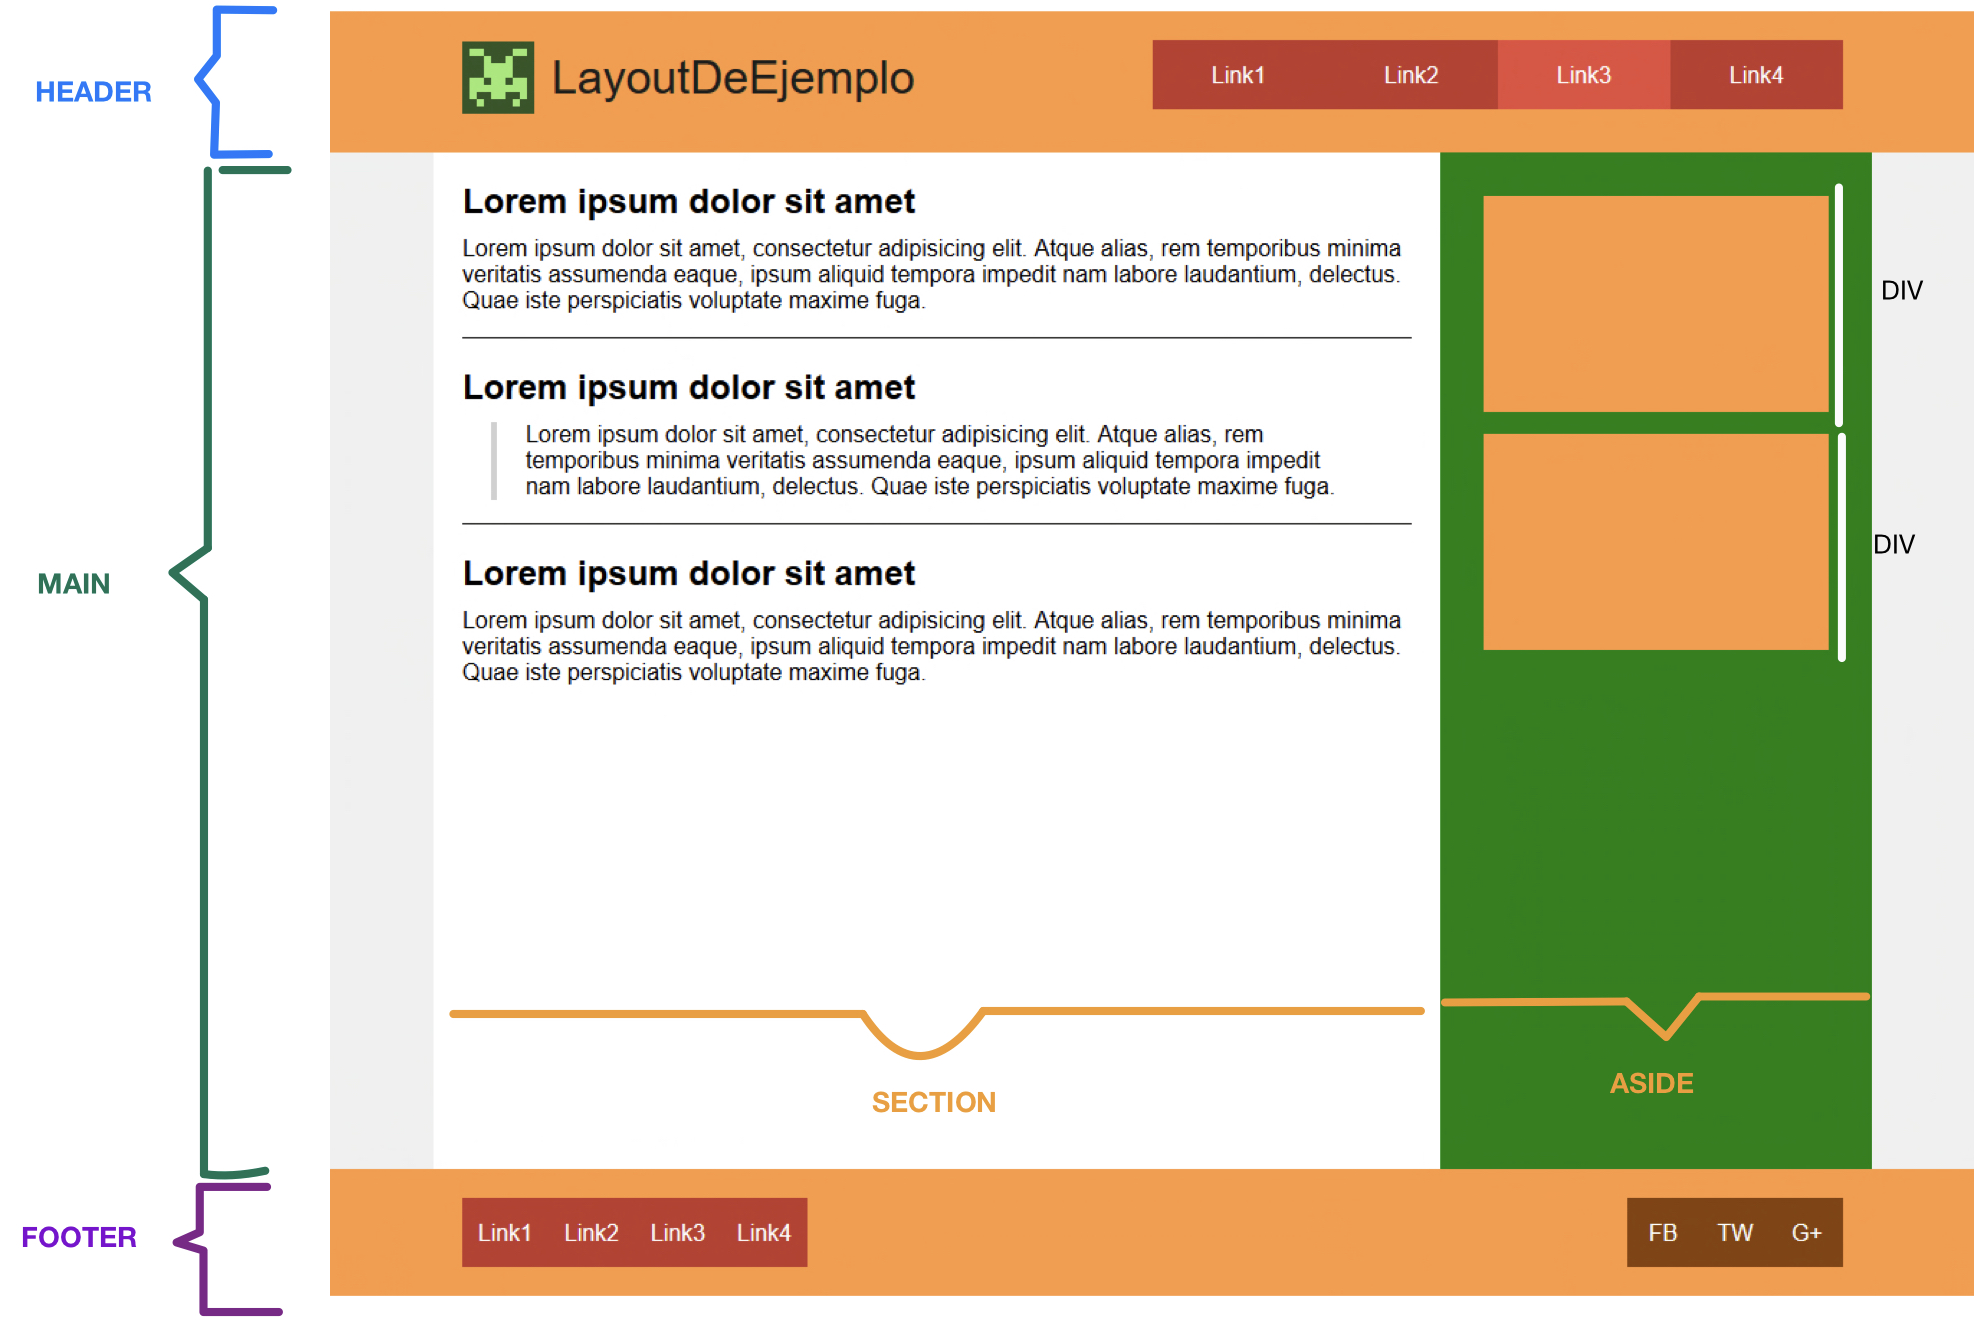 HEADER
LayoutDeEjemplo
Link1 Link2 Link3 Link4
MAIN
Lorem ipsum dolor sit amet
Lorem ipsum dolor sit amet, consectetur adipisicing elit. Atque alias, rem temporibus minima
veritatis assumenda eaque, ipsum aliquid tempora impedit nam labore laudantium, delectus.
Quae iste perspiciatis voluptate maxime fuga.
Lorem ipsum dolor sit amet
Lorem ipsum dolor sit amet, consectetur adipisicing elit. Atque alias, rem
temporibus minima veritatis assumenda eaque, ipsum aliquid tempora impedit
nam labore laudantium, delectus. Quae iste perspiciatis voluptate maxime fuga.
Lorem ipsum dolor sit amet
Lorem ipsum dolor sit amet, consectetur adipisicing elit. Atque alias, rem temporibus minima
veritatis assumenda eaque, ipsum aliquid tempora impedit nam labore laudantium, delectus.
Quae iste perspiciatis voluptate maxime fuga.
SECTION
DIV
DIV
ASIDE
FOOTER
Link1 Link2 Link3 Link4
FB TW G+